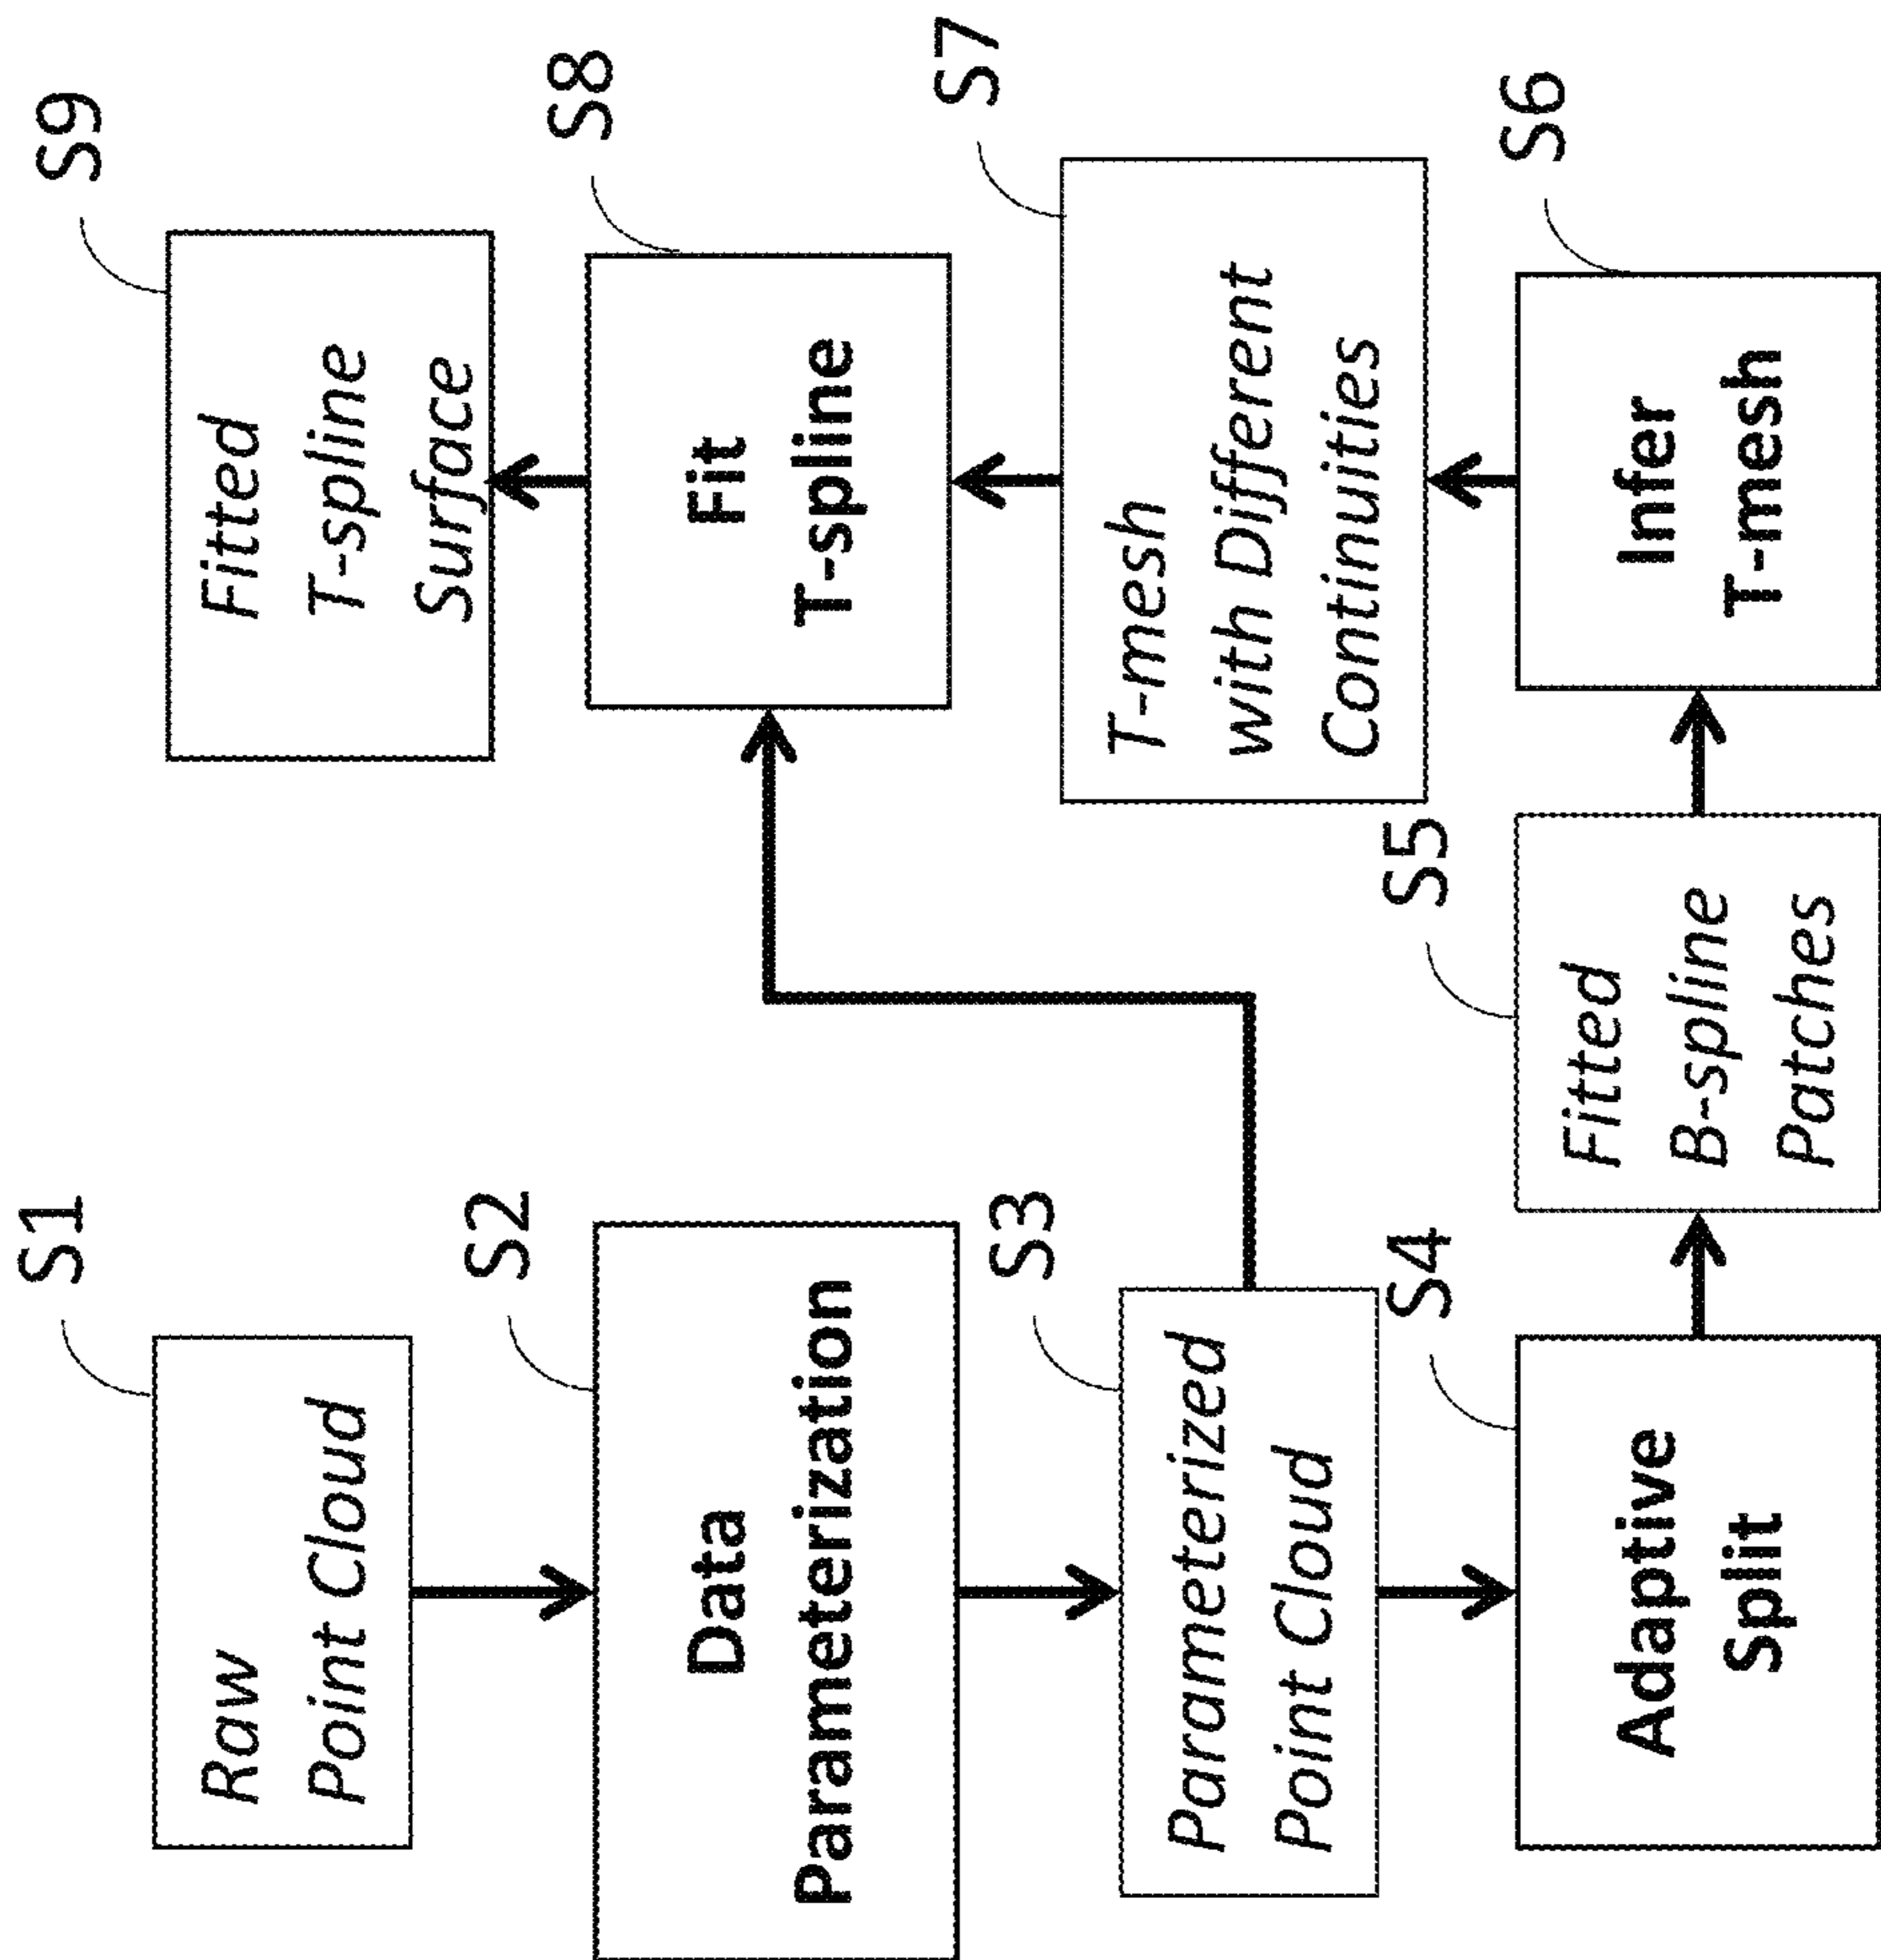 S1
Raw
Point Cloud
S2
Data
Parameterization
S3
Parameterized
Point Cloud
S4
Adaptive
Split
S5
Fitted
B-spline
Patches
S6
Infer
T-mesh
S7
T-mesh
with Different
Continuities
S8
Fit
T-spline
S9
Fitted
T-spline
Surface